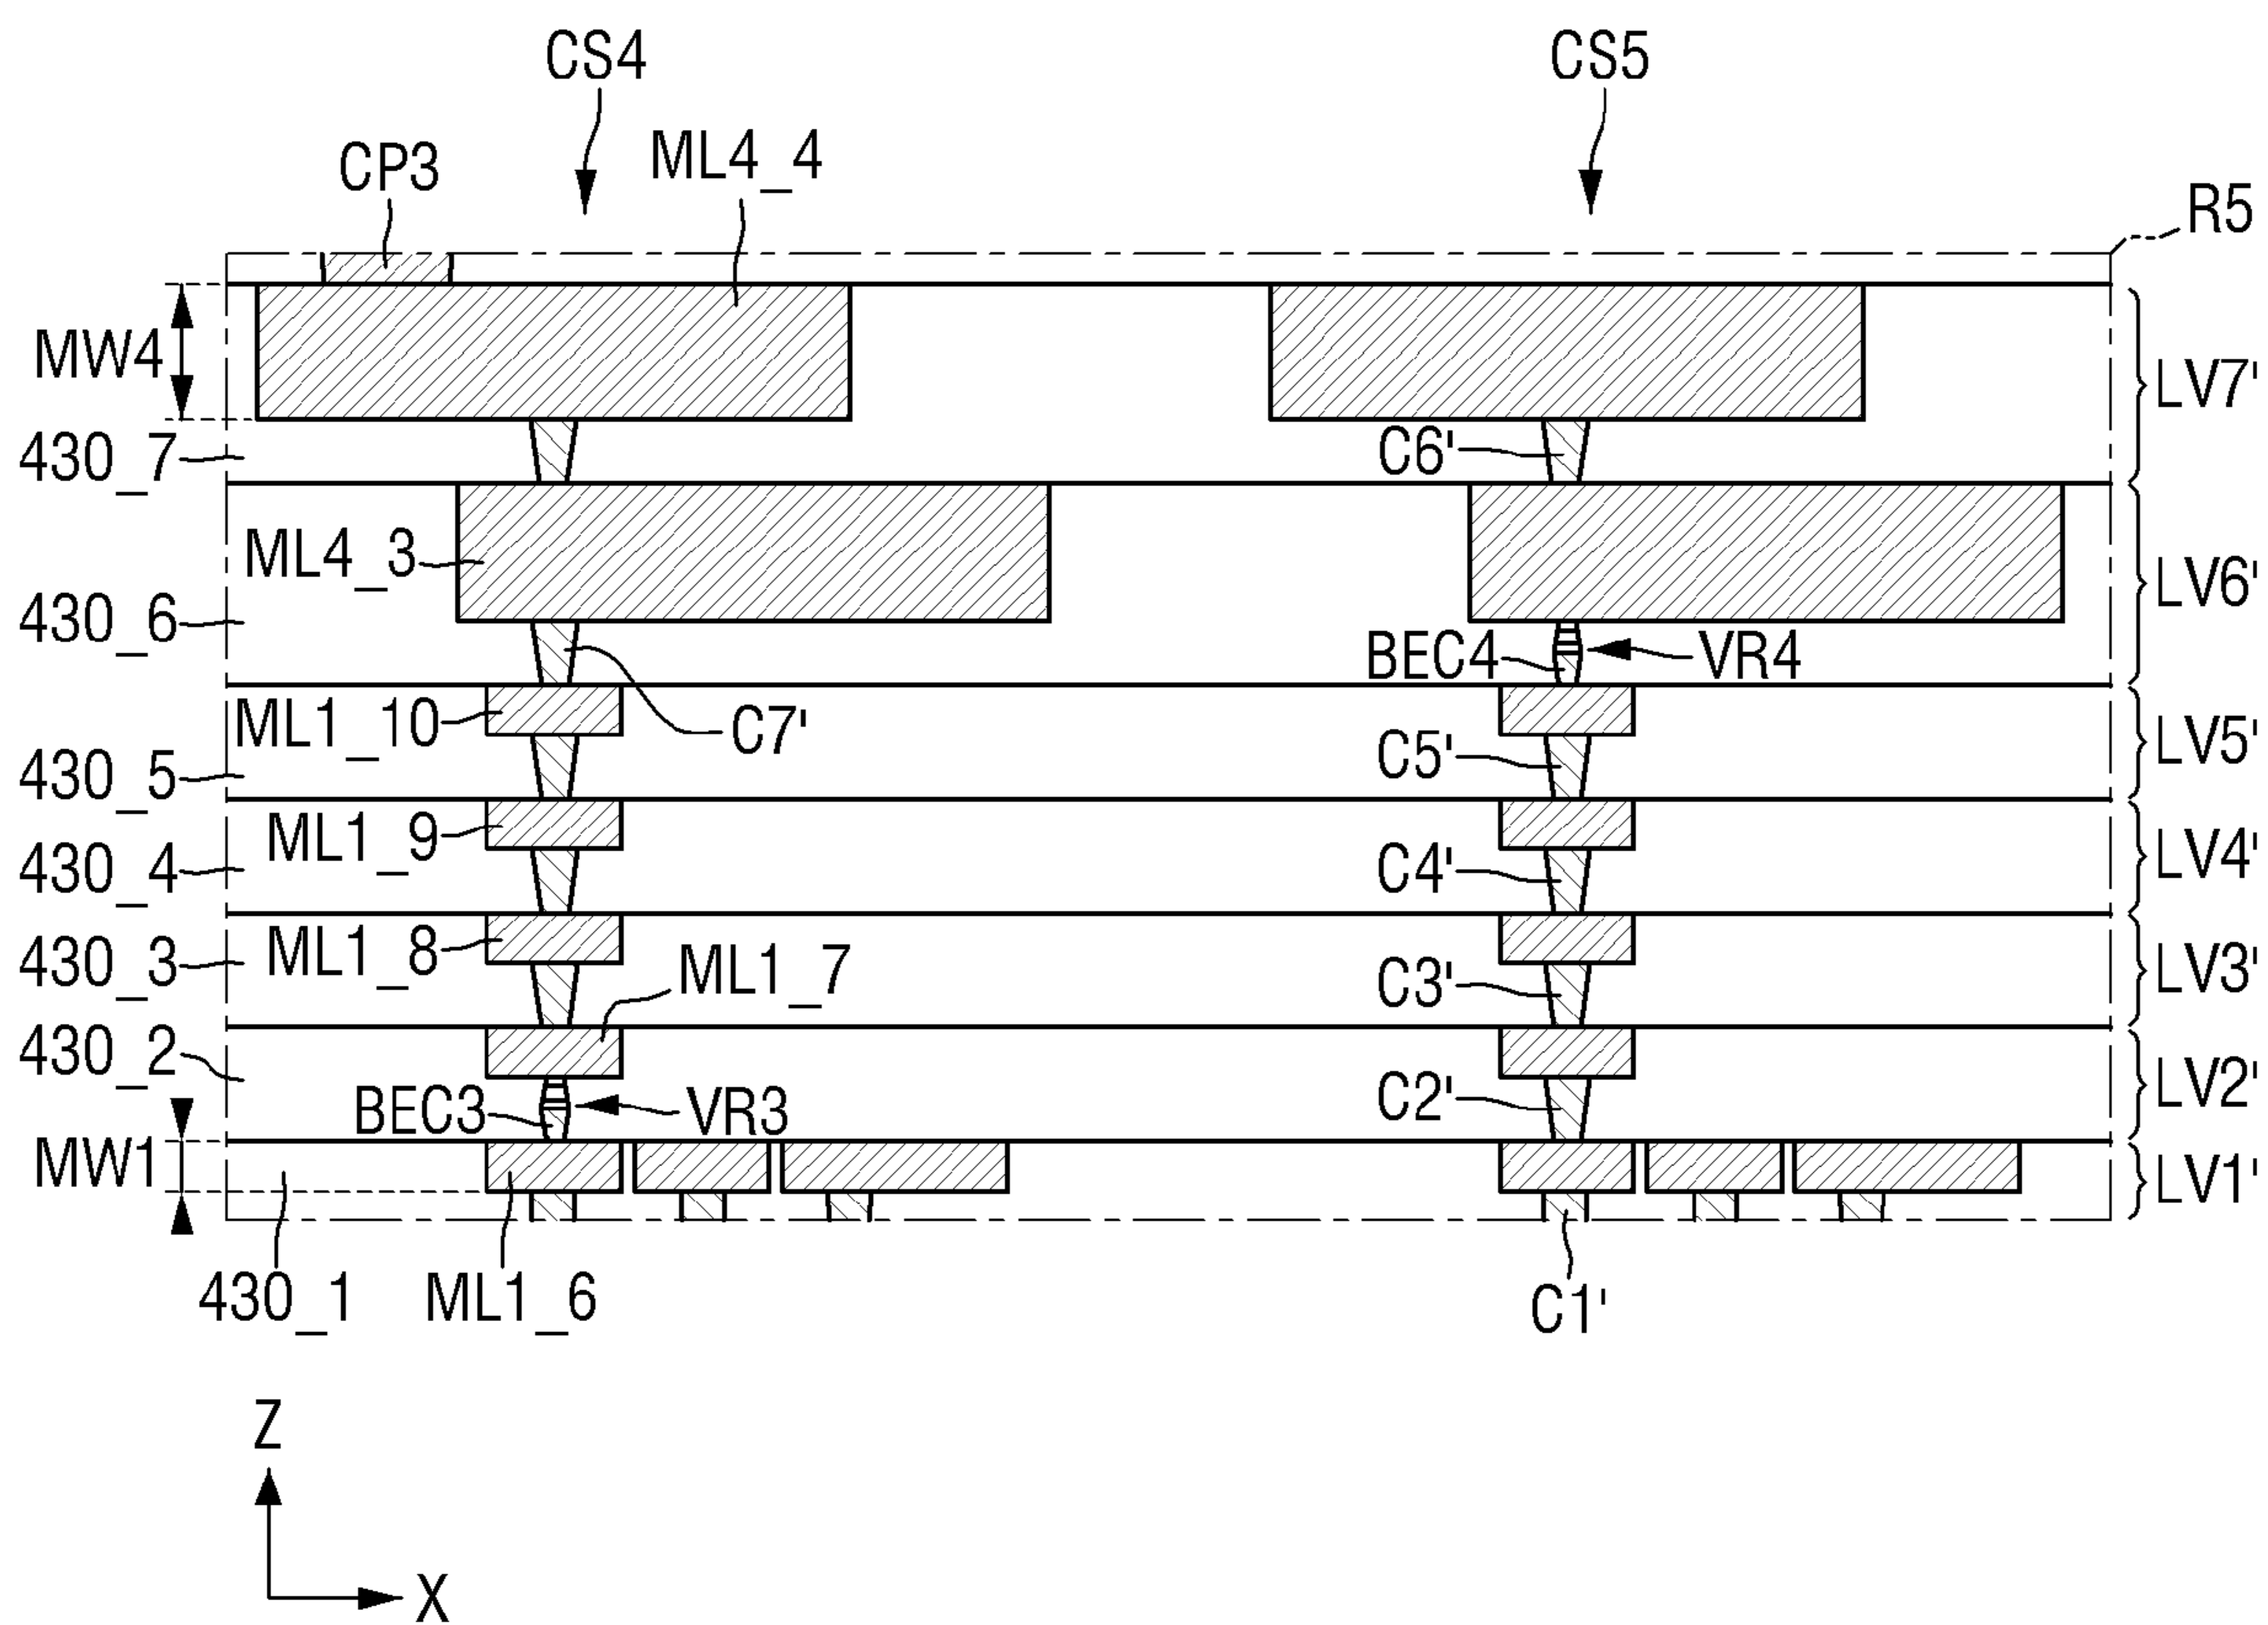 CS4
CS5
CP3
ML4_4
R5
MW4
LV7'
430_7
C6'
ML4_3
LV6'
430_6
BEC4
VR4
ML1_10
C7'
C5'
LV5'
430_5
ML1_9
C4'
LV4'
430_4
ML1_8
ML1_7
C3'
LV3'
430_3
430_2
BEC3
VR3
C2'
LV2'
MW1
LV1'
430_1
ML1_6
C1'
Z
X